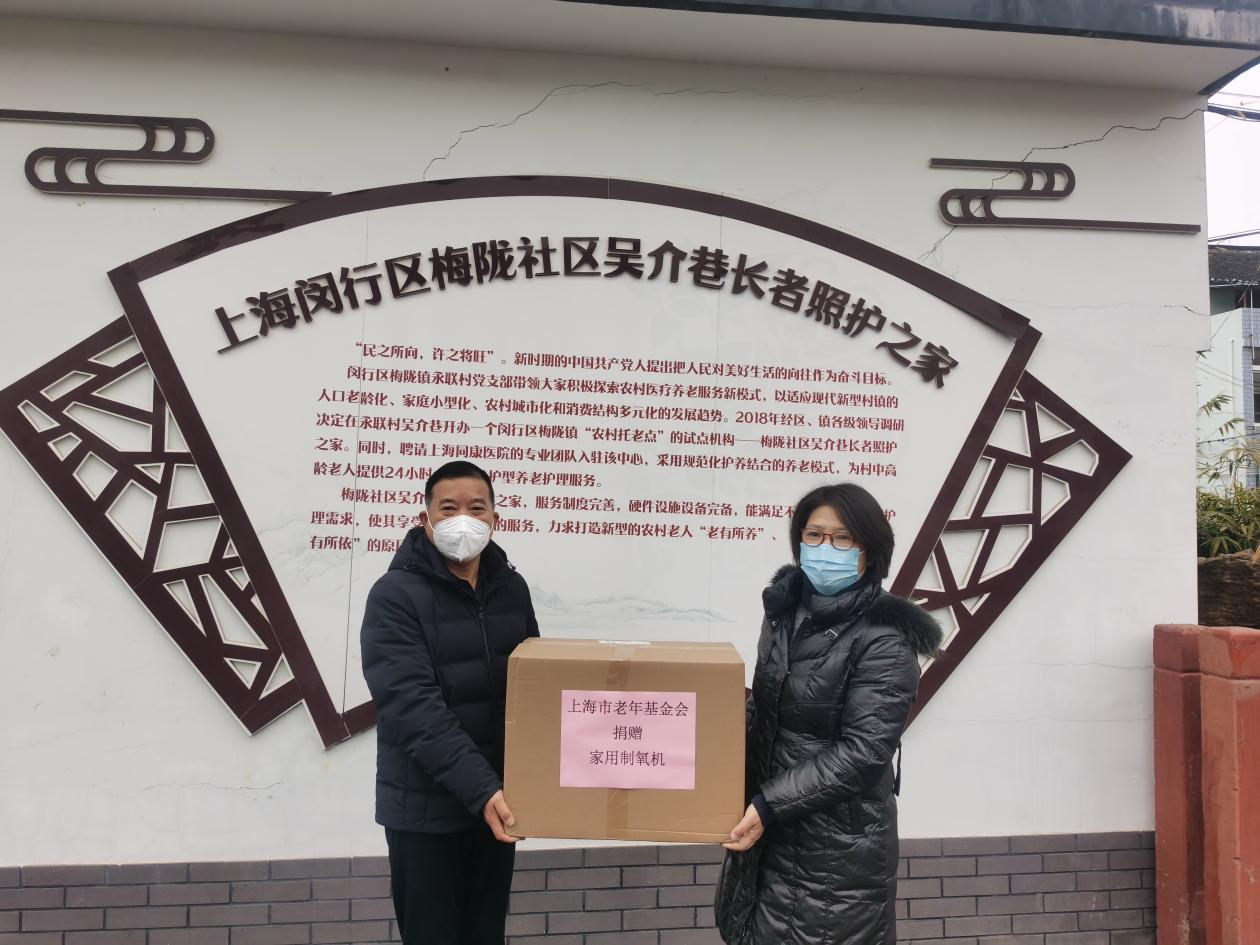 上海闵行区梅陇社区吴介巷长者照护之家
“民之所向，许之将旺”。新时期的中国共产党人提出把人民对美好生活的向往作为奋斗目标。
闵行区梅陇镇永联村党支部带领大家积极探索农村医疗养老服务新模式，以适应现代新型村镇的
人口老龄化、家庭小型化、农村城市化和消费结构多元化的发展趋势。2018年经区、镇各级领导调研
决定在永联村吴介巷开办一个闵行区梅陇镇“农村托老点”的试点机构——梅陇社区吴介巷长者照护
之家。同时，聘请上海同康医院的专业团队入驻该中心，采用规范化护养结合的养老模式，为村中高
龄老人提供24小时 护型养老护理服务。
梅陇社区吴介 之家，服务制度完善，硬件设施设备完备，能满足不 护
理需求，使其享受 的服务，力求打造新型的农村老人“老有所养”、
有所依”的原
上海市老年基金会
捐赠
家用制氧机